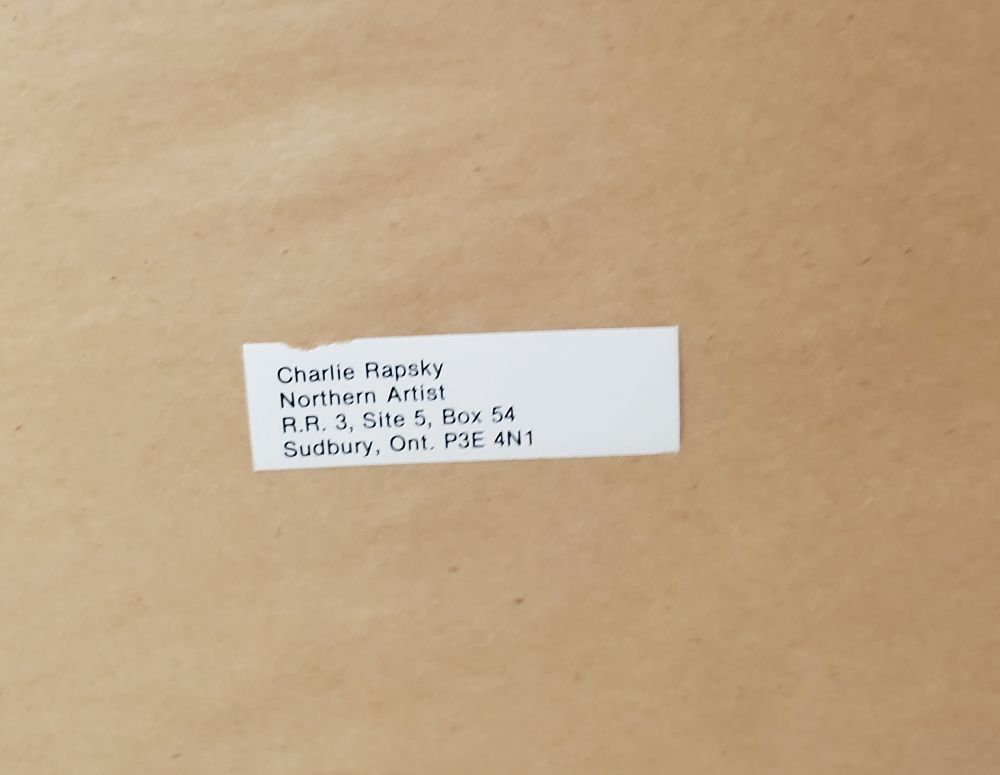 Charlie Rapsky
Northern Artist
R.R. 3, Site 5, Box 54
Sudbury, Ont. P3E 4N1